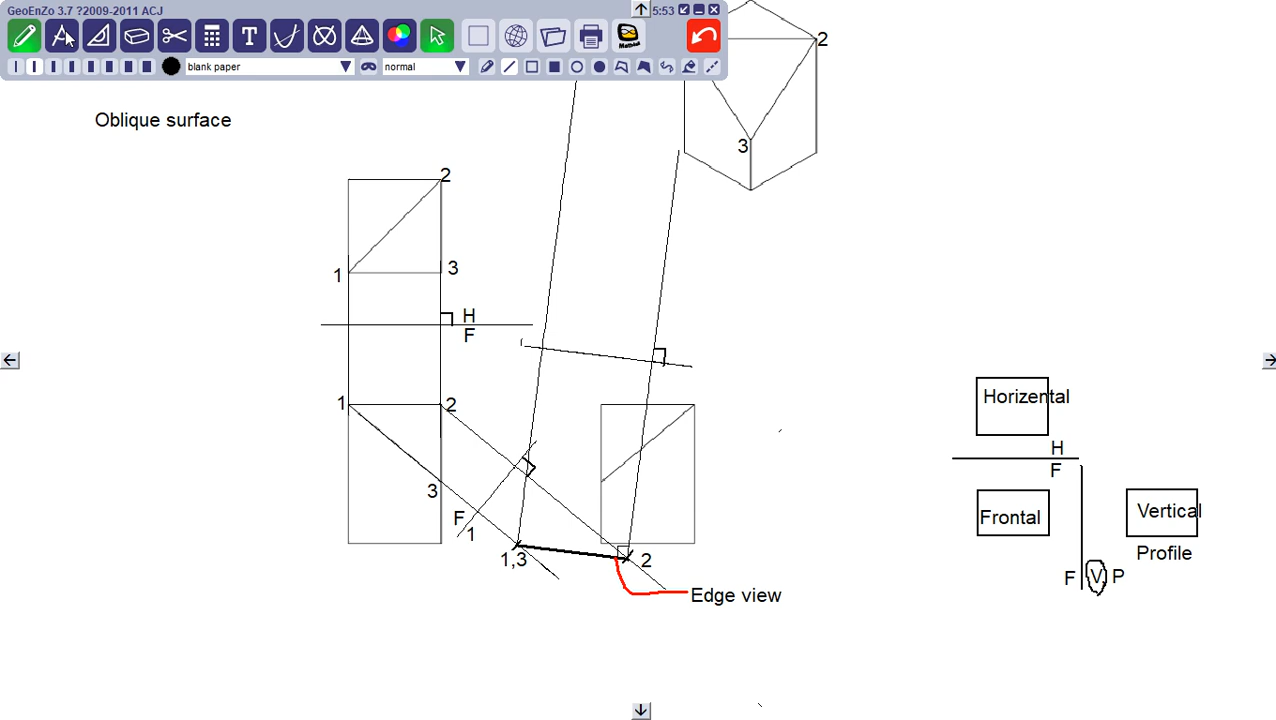 GeoEnZo 3.7 ?2009-2011 ACJ
5:53
T
Mathlet
blank paper
normal
2
Oblique surface
3
2
1
3
H
F
1
2
3
F
1
1,3
2
Edge view
Horizental
H
F
Frontal
Vertical
Profile
F V P